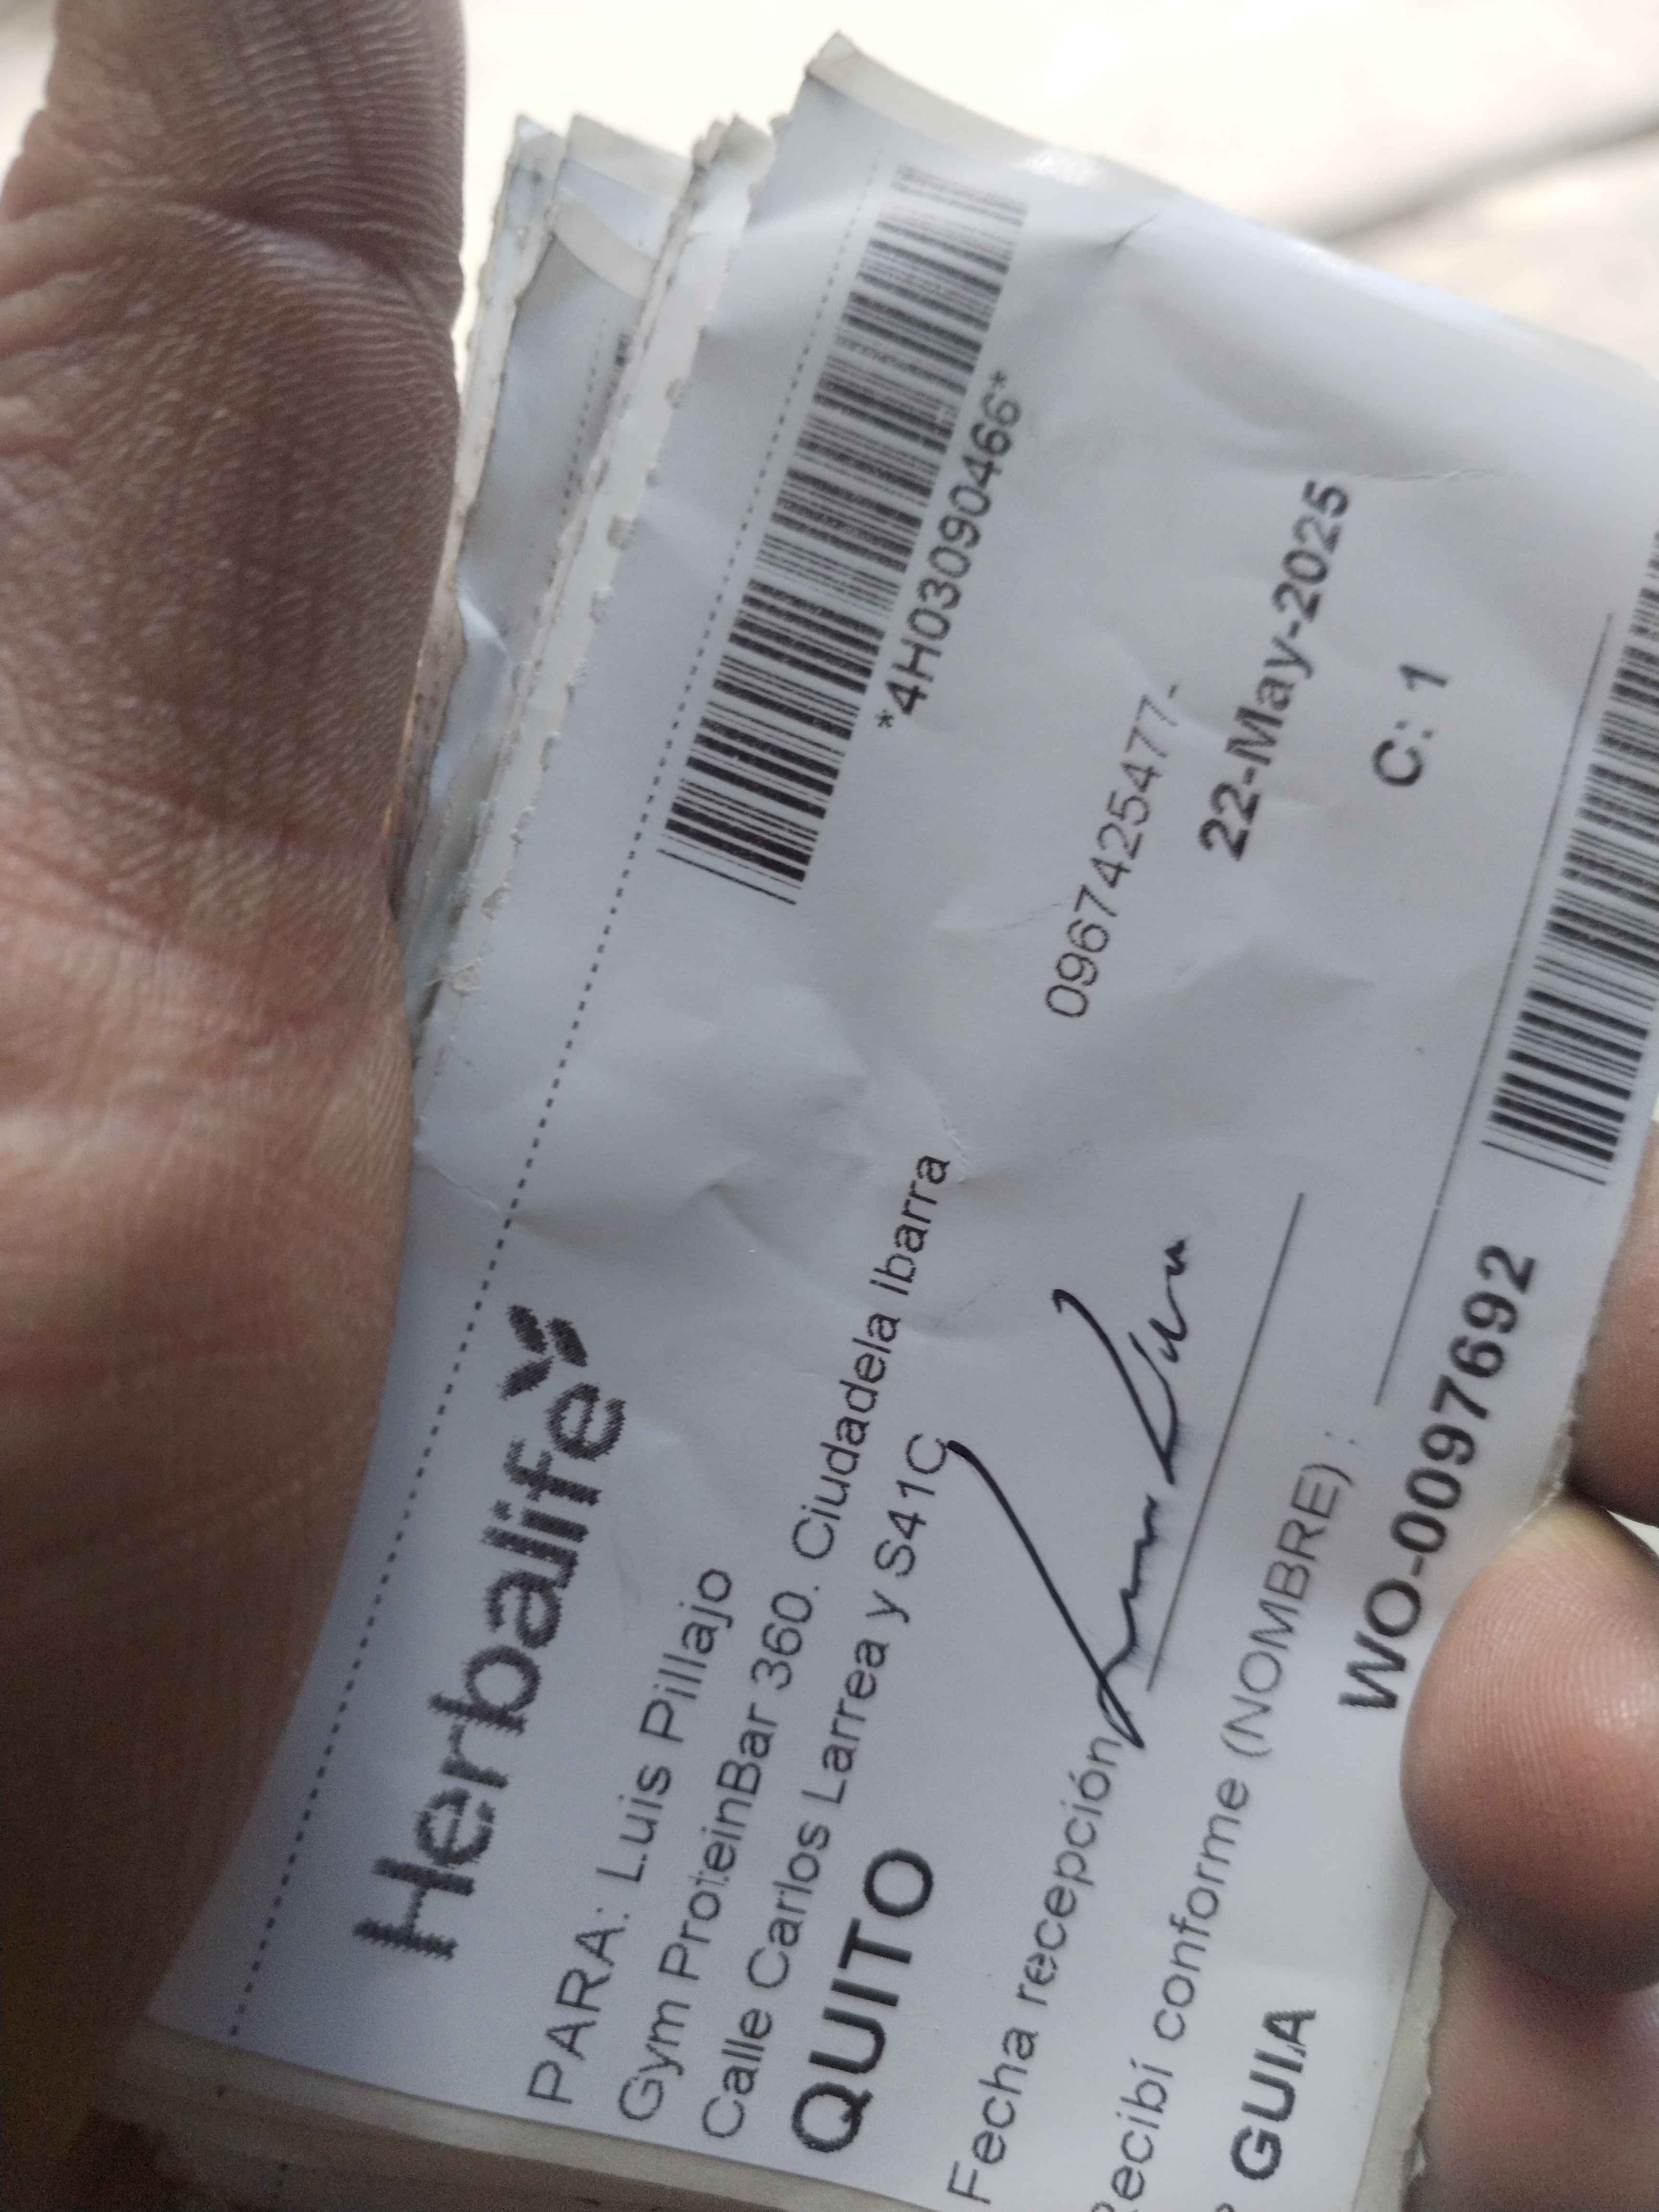 Herbalife
*4H03090466*
PARA: Luis Pillajo
Gym ProteinBar 360. Ciudadela Ibarra
Calle Carlos Larrea y S41C
0967425477-
QUITO
22-May-2025
Fecha recepción
C: 1
ecibí conforme (NOMBRE) :
GUIA
WO-0097692